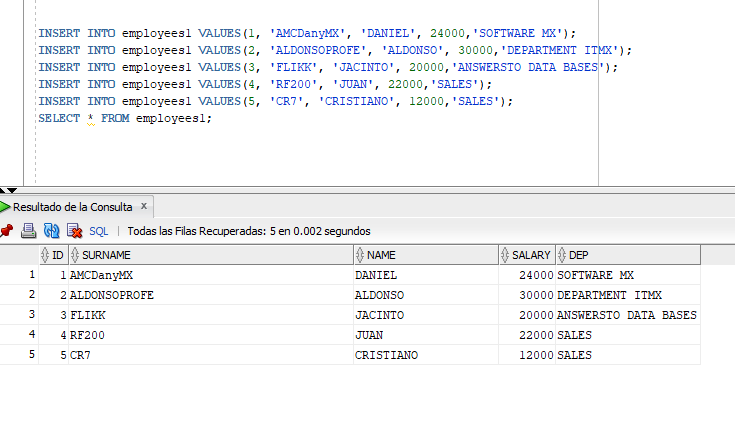 INSERT INTO employees1 VALUES(1, 'AMCDanyMX', 'DANIEL', 24000,'SOFTWARE MX');
INSERT INTO employees1 VALUES(2, 'ALDONSOPROFE', 'ALDONSO', 30000,'DEPARTMENT ITMX');
INSERT INTO employees1 VALUES(3, 'FLIKK', 'JACINTO', 20000,'ANSWERSTO DATA BASES');
INSERT INTO employees1 VALUES(4, 'RF200', 'JUAN', 22000,'SALES');
INSERT INTO employees1 VALUES(5, 'CR7', 'CRISTIANO', 12000,'SALES');
SELECT * FROM employees1;
Resultado de la Consulta x
SQL | Todas las Filas Recuperadas: 5 en 0.002 segundos
ID SURNAME NAME SALARY DEP
1 1 AMCDanyMX DANIEL 24000 SOFTWARE MX
2 2 ALDONSOPROFE ALDONSO 30000 DEPARTMENT ITMX
3 3 FLIKK JACINTO 20000 ANSWERSTO DATA BASES
4 4 RF200 JUAN 22000 SALES
5 5 CR7 CRISTIANO 12000 SALES